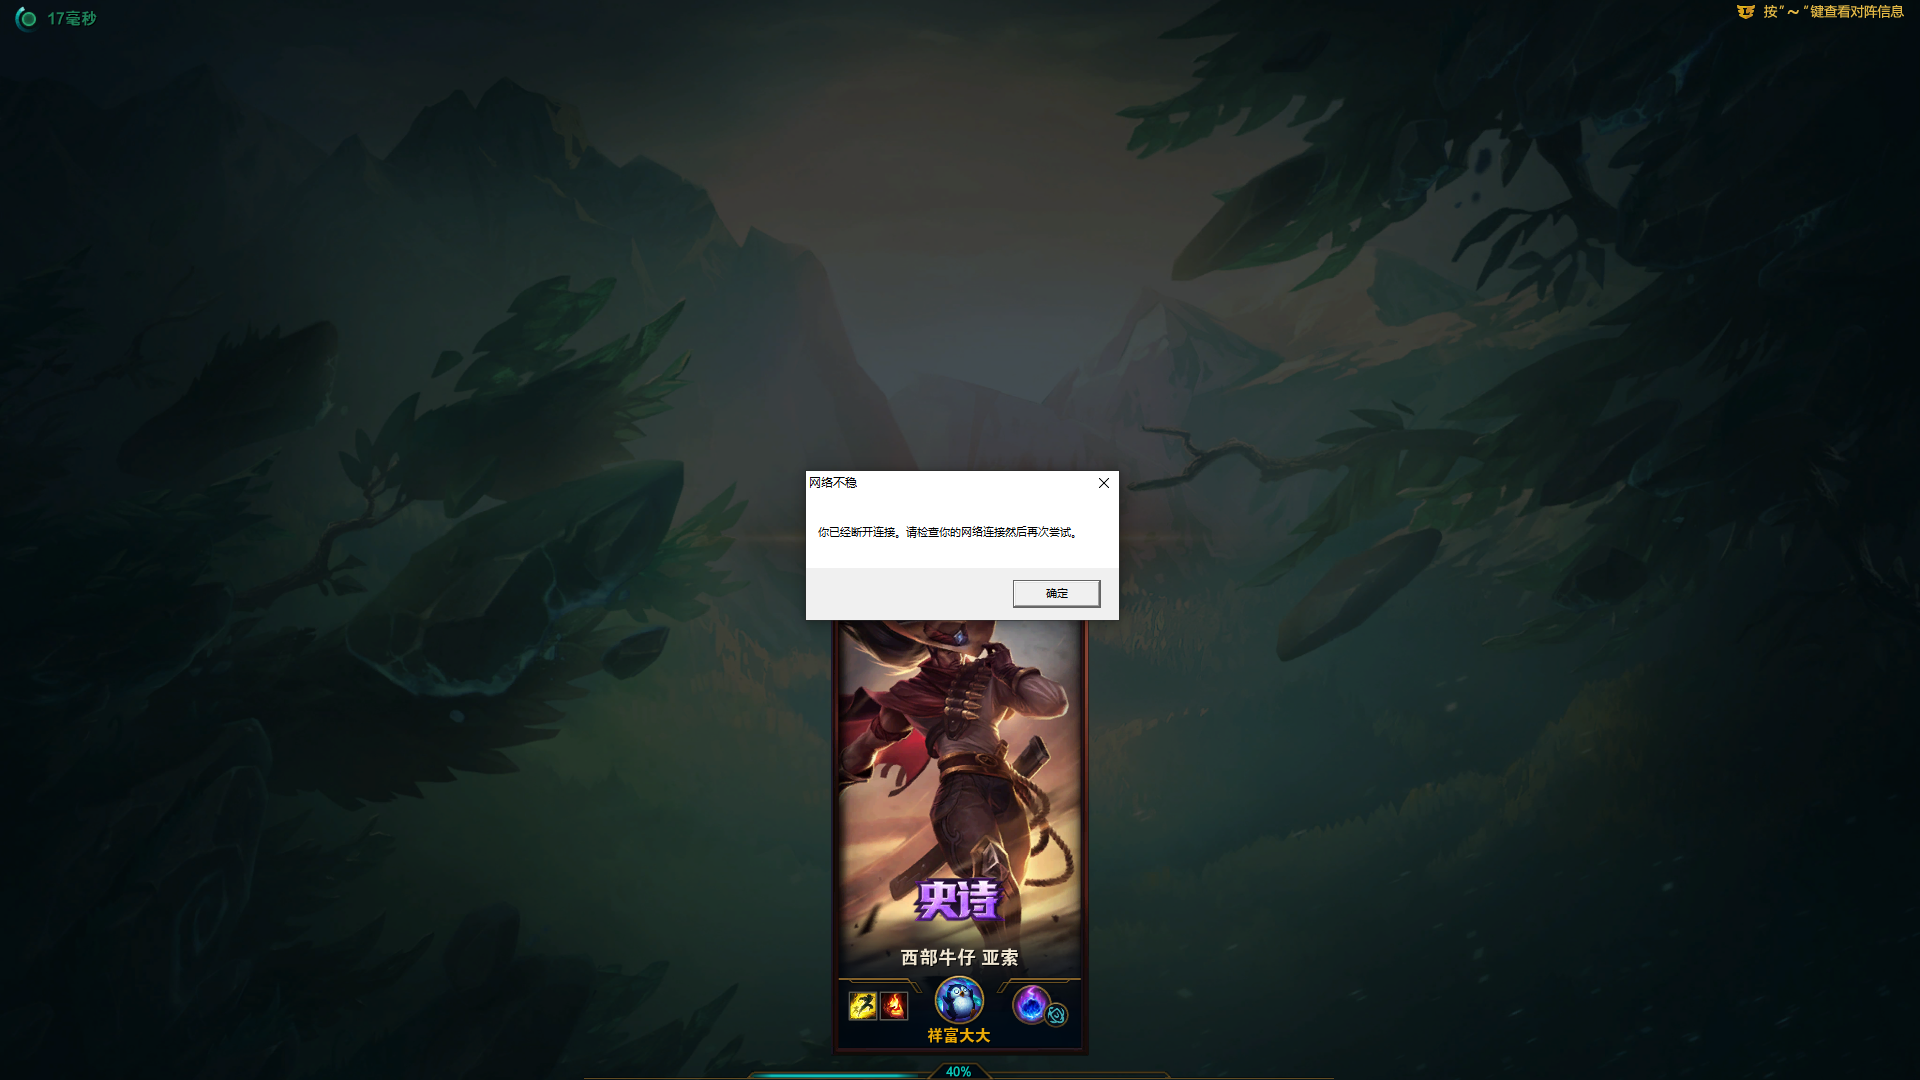 17毫秒
按"～"键查看对阵信息
网络不稳
你已经断开连接。请检查你的网络连接然后再次尝试。
确定
史诗
西部牛仔 亚索
祥富大大
40%